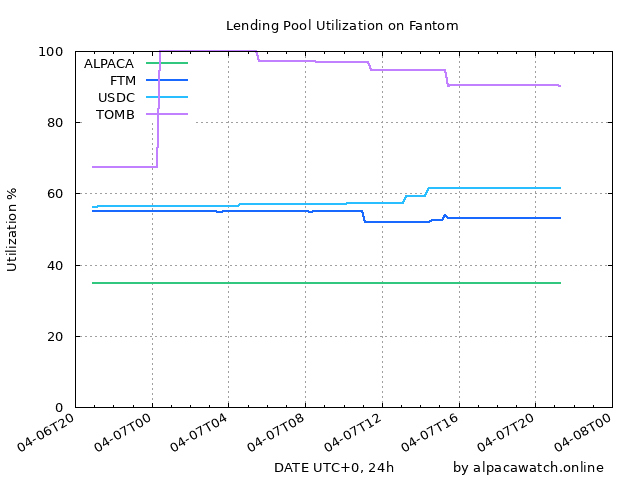 Lending Pool Utilization on Fantom
100
80
60
40
20
0
Utilization %
ALPACA
FTM
USDC
TOMB
04-06T20
04-07T00
04-07T04
04-07T08
04-07T12
04-07T16
04-07T20
04-08T00
DATE UTC+0, 24h
by alpacawatch.online